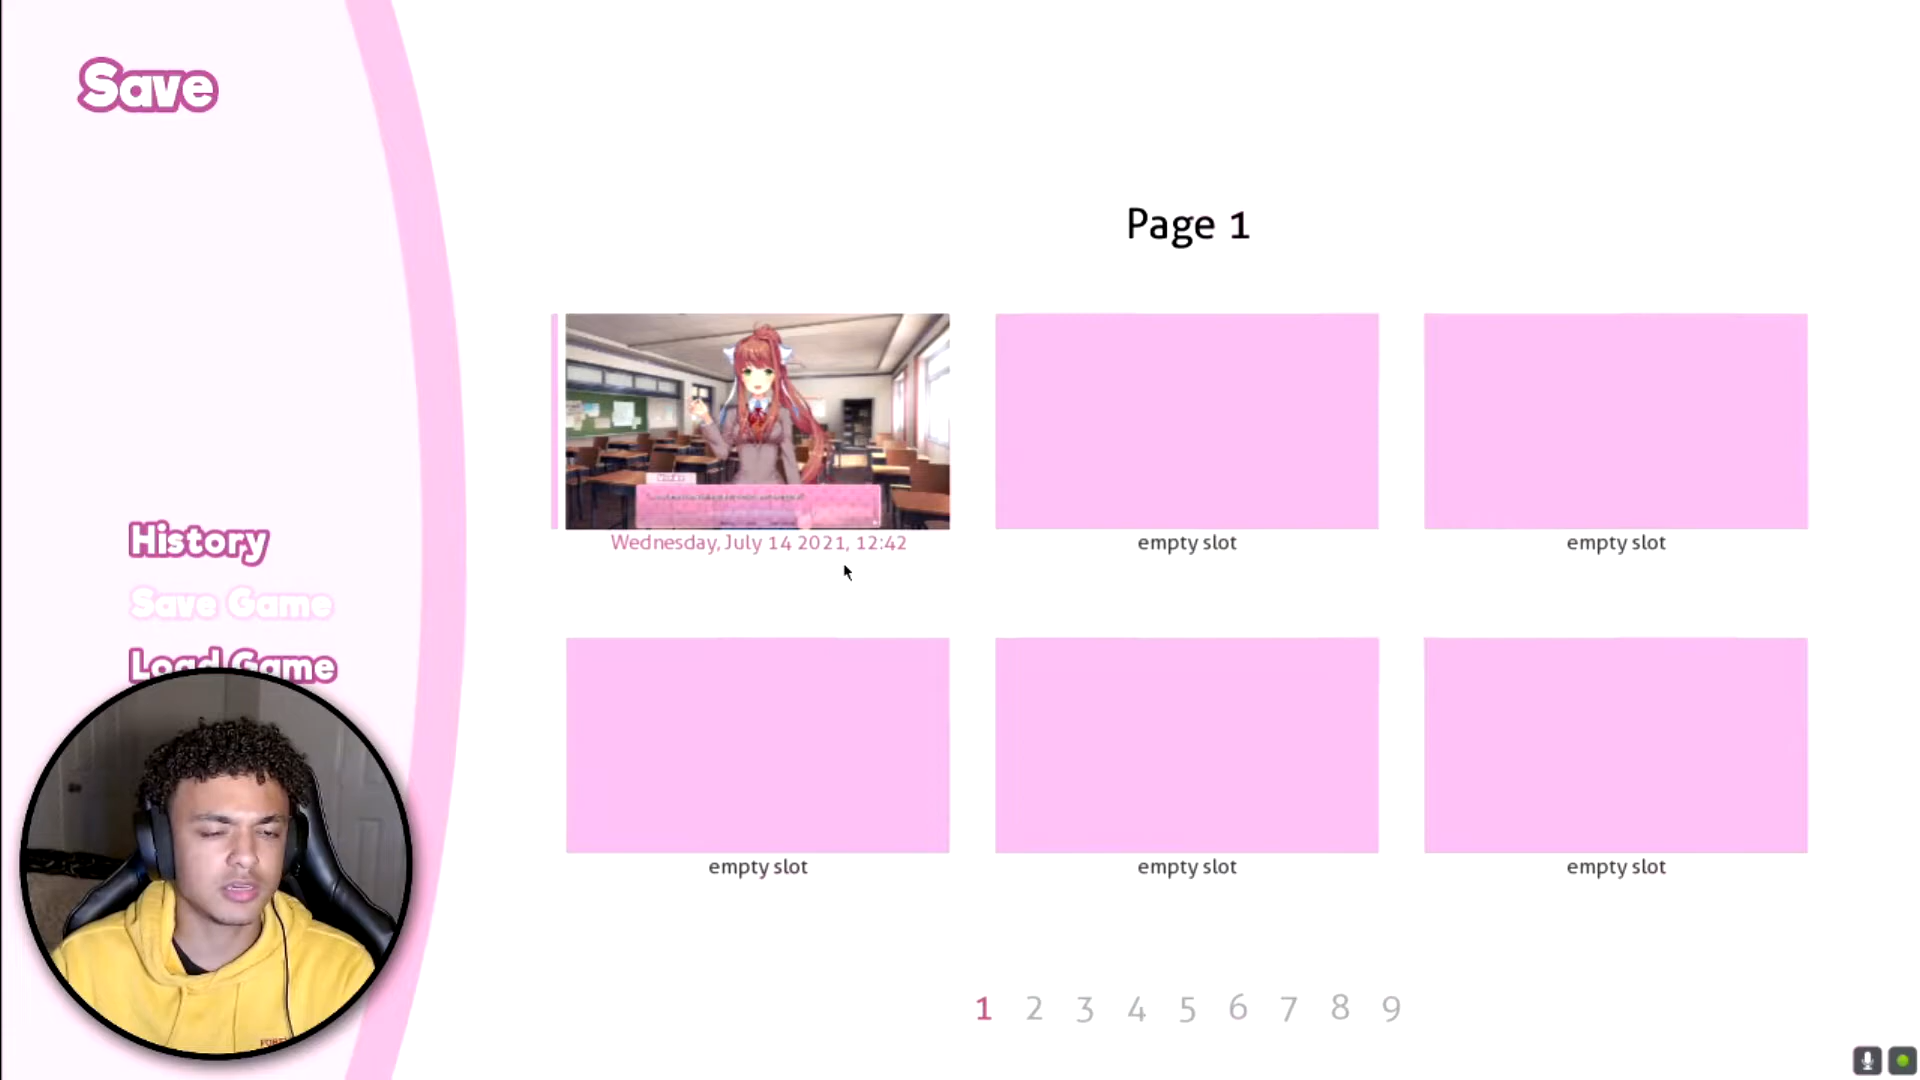 Save
Page 1
Wednesday, July 14 2021, 12:42
empty slot
empty slot
History
Save Game
Load Game
empty slot
empty slot
empty slot
1 2 3 4 5 6 7 8 9